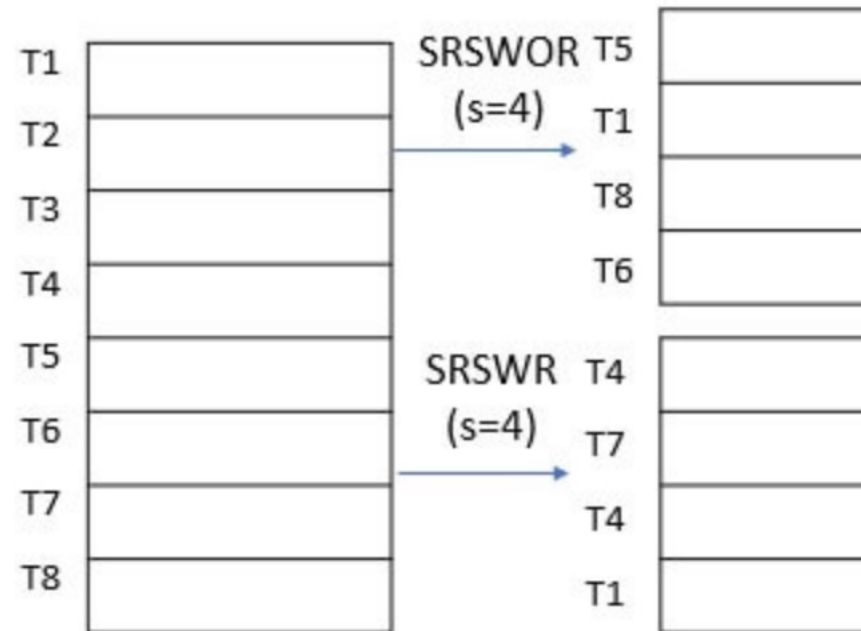 T1
T2
T3
T4
T5
T6
T7
T8
SRSWOR
(s=4)
T5
T1
T8
T6
SRSWR
(s=4)
T4
T7
T4
T1